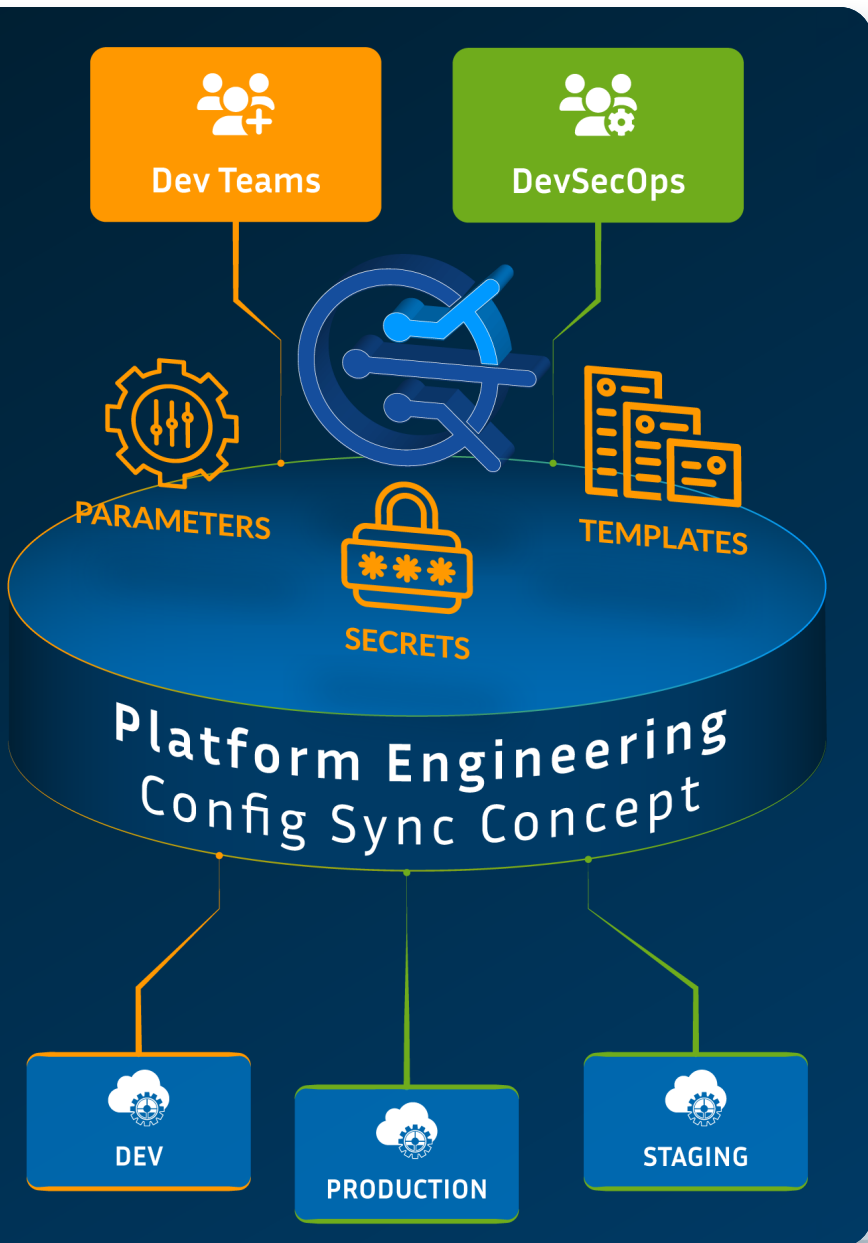 Dev Teams
DevSecOps
PARAMETERS
TEMPLATES
***
SECRETS
Platform Engineering
Config Sync Concept
DEV
PRODUCTION
STAGING